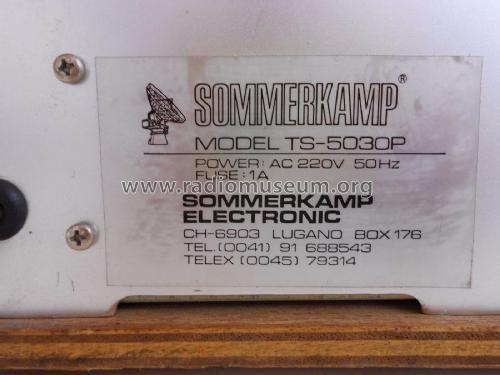 SOMMERKAMP®
MODEL TS-5030P
POWER: AC 220V 50Hz
FUSE: 1A
www.radiomuseum.org
SOMMERKAMP
ELECTRONIC
CH-6903 LUGANO BOX 176
TEL. (0041) 91 688543
TELEX (0045) 79314